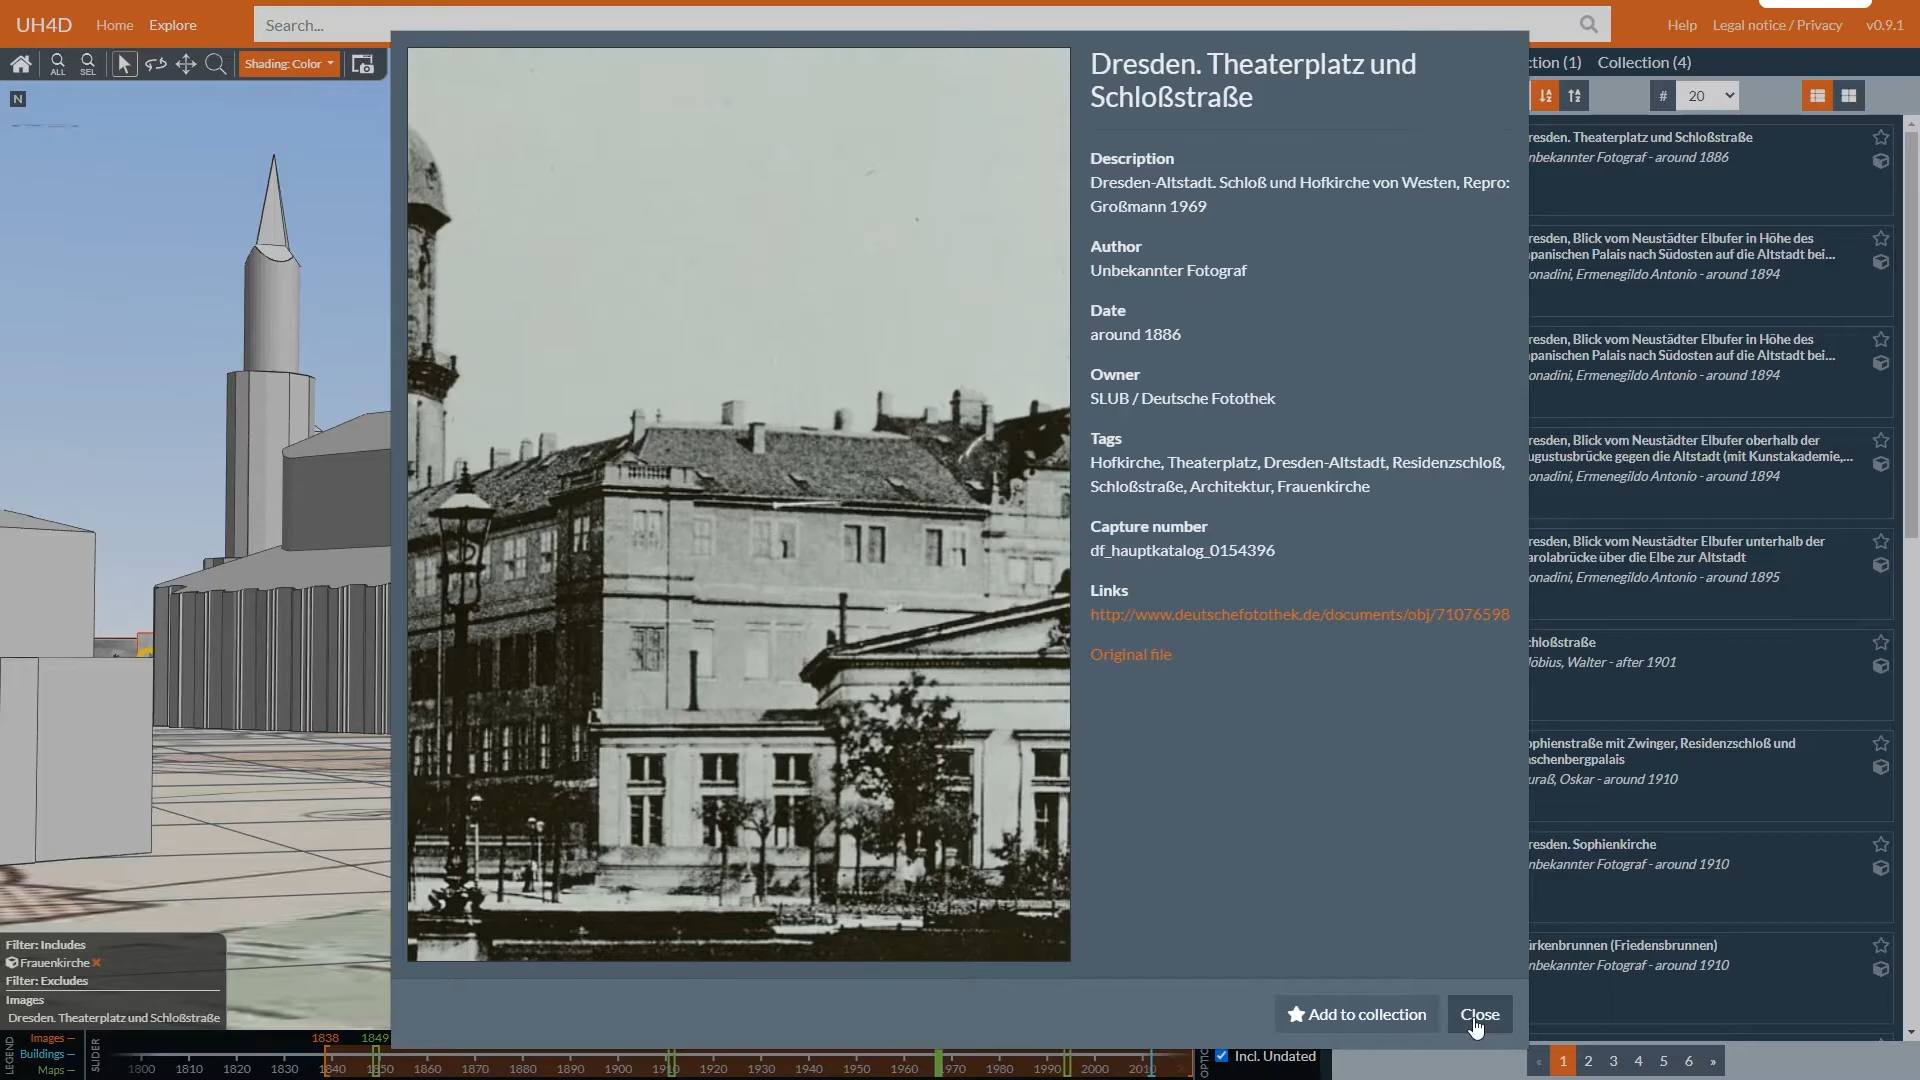 UH4D Home Explore Search... Help Legal notice / Privacy v0.9.1
ALL SEL Shading: Color
N
Dresden. Theaterplatz und
Schloßstraße
Description
Dresden-Altstadt. Schloß und Hofkirche von Westen, Repro:
Großmann 1969
Author
Unbekannter Fotograf
Date
around 1886
Owner
SLUB / Deutsche Fotothek
Tags
Hofkirche, Theaterplatz, Dresden-Altstadt, Residenzschloß,
Schloßstraße, Architektur, Frauenkirche
Capture number
df_hauptkatalog_0154396
Links
http://www.deutschefotothek.de/documents/obj/71076598
Original file
Add to collection Close
ction (1) Collection (4)
# 20
resden. Theaterplatz und Schloßstraße
nbekannter Fotograf - around 1886
resden, Blick vom Neustädter Elbufer in Höhe des
apanischen Palais nach Südosten auf die Altstadt bei...
onadini, Ermenegildo Antonio - around 1894
resden, Blick vom Neustädter Elbufer in Höhe des
apanischen Palais nach Südosten auf die Altstadt bei...
onadini, Ermenegildo Antonio - around 1894
resden, Blick vom Neustädter Elbufer oberhalb der
ugustusbrücke gegen die Altstadt (mit Kunstakademie,...
onadini, Ermenegildo Antonio - around 1894
resden, Blick vom Neustädter Elbufer unterhalb der
arolabrücke über die Elbe zur Altstadt
onadini, Ermenegildo Antonio - around 1895
chloßstraße
löbius, Walter - after 1901
ophienstraße mit Zwinger, Residenzschloß und
aschenbergpalais
uraß, Oskar - around 1910
resden. Sophienkirche
nbekannter Fotograf - around 1910
ürkenbrunnen (Friedensbrunnen)
nbekannter Fotograf - around 1910
« 1 2 3 4 5 6 »
Filter: Includes
Frauenkirche
Filter: Excludes
Images
Dresden. Theaterplatz und Schloßstraße
LEGEND
Images
Buildings
Maps
SLIDER
1838 1849
1800 1810 1820 1830 1840 1850 1860 1870 1880 1890 1900 1910 1920 1930 1940 1950 1960 1970 1980 1990 2000 2010
Incl. Undated